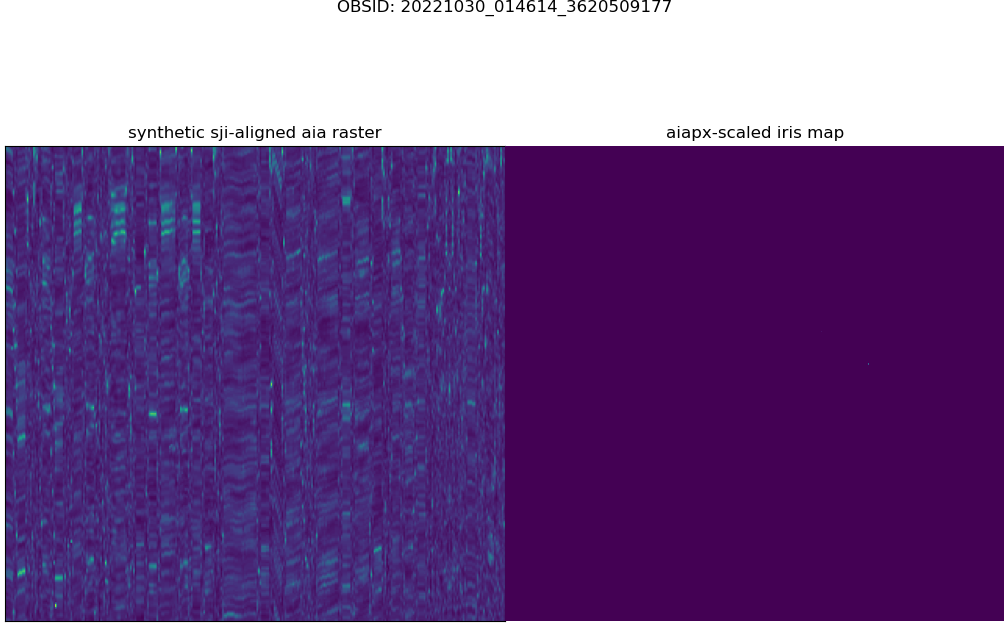 OBSID: 20221030_014614_3620509177
synthetic sji-aligned aia raster
aiapx-scaled iris map